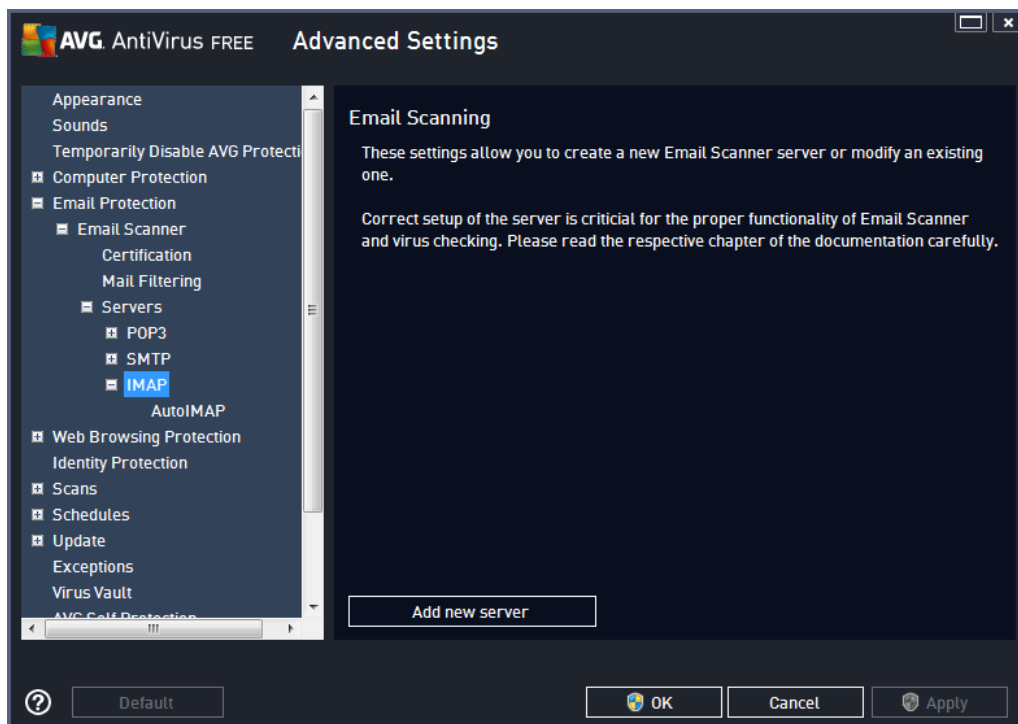 AVG. AntiVirus FREE Advanced Settings
Appearance
Sounds
Temporarily Disable AVG Protecti
Computer Protection
Email Protection
Email Scanner
Certification
Mail Filtering
Servers
POP3
SMTP
IMAP
AutoIMAP
Web Browsing Protection
Identity Protection
Scans
Schedules
Update
Exceptions
Virus Vault
AVG Self Protection
Email Scanning
These settings allow you to create a new Email Scanner server or modify an existing
one.
Correct setup of the server is criticial for the proper functionality of Email Scanner
and virus checking. Please read the respective chapter of the documentation carefully.
Add new server
? Default OK Cancel Apply